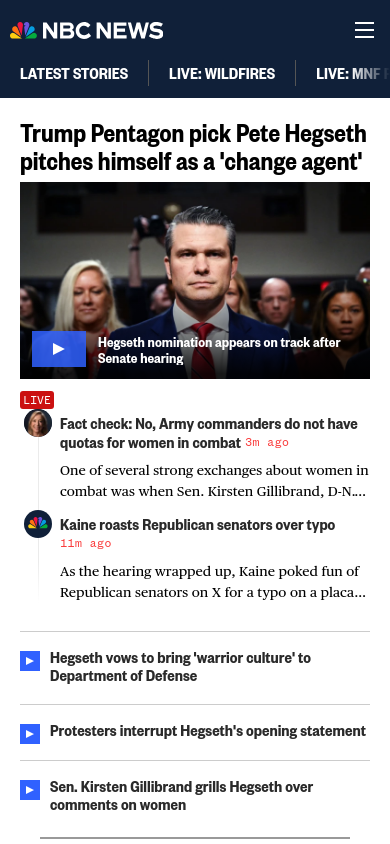 NBC NEWS
LATEST STORIES
LIVE: WILDFIRES
LIVE: MNF
Trump Pentagon pick Pete Hegseth
pitches himself as a 'change agent'
Hegseth nomination appears on track after
Senate hearing
LIVE
Fact check: No, Army commanders do not have
quotas for women in combat 3m ago
One of several strong exchanges about women in
combat was when Sen. Kirsten Gillibrand, D-N....
Kaine roasts Republican senators over typo
11m ago
As the hearing wrapped up, Kaine poked fun of
Republican senators on X for a typo on a placa...
Hegseth vows to bring 'warrior culture' to
Department of Defense
Protesters interrupt Hegseth's opening statement
Sen. Kirsten Gillibrand grills Hegseth over
comments on women